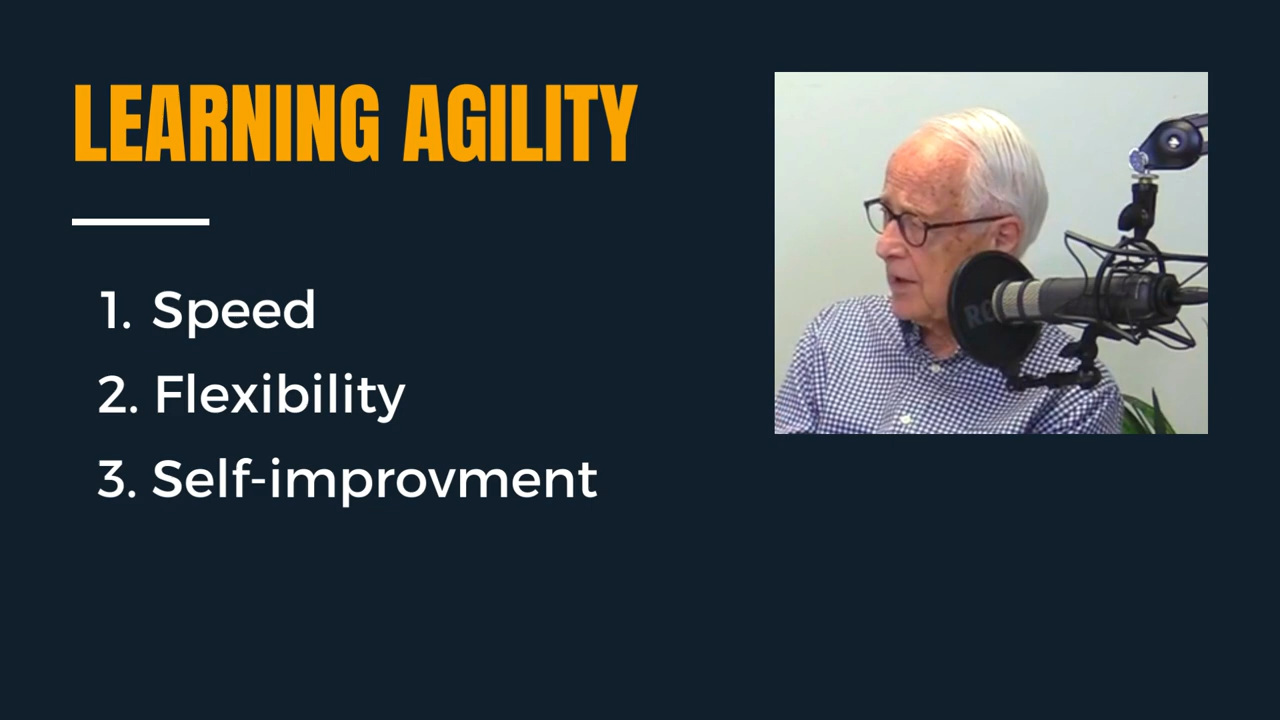 LEARNING AGILITY
1. Speed
2. Flexibility
3. Self-improvment